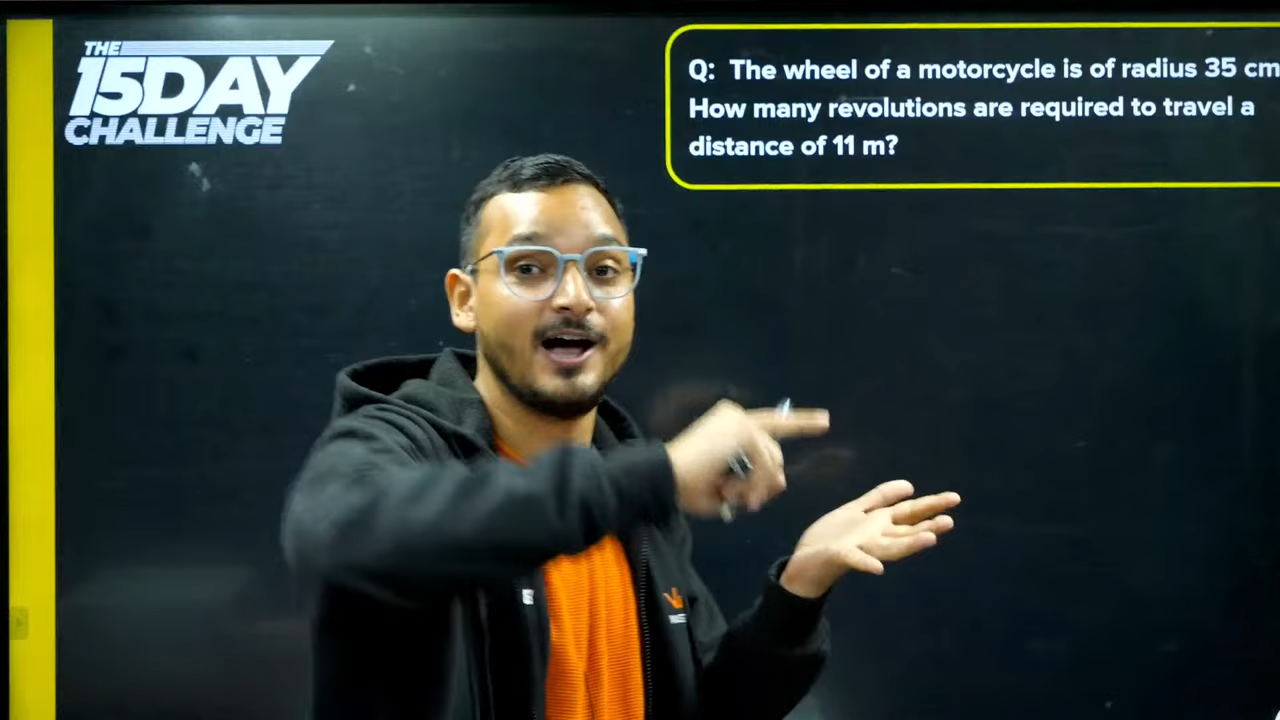 THE
15DAY
CHALLENGE
Q: The wheel of a motorcycle is of radius 35 cm
How many revolutions are required to travel a
distance of 11 m?